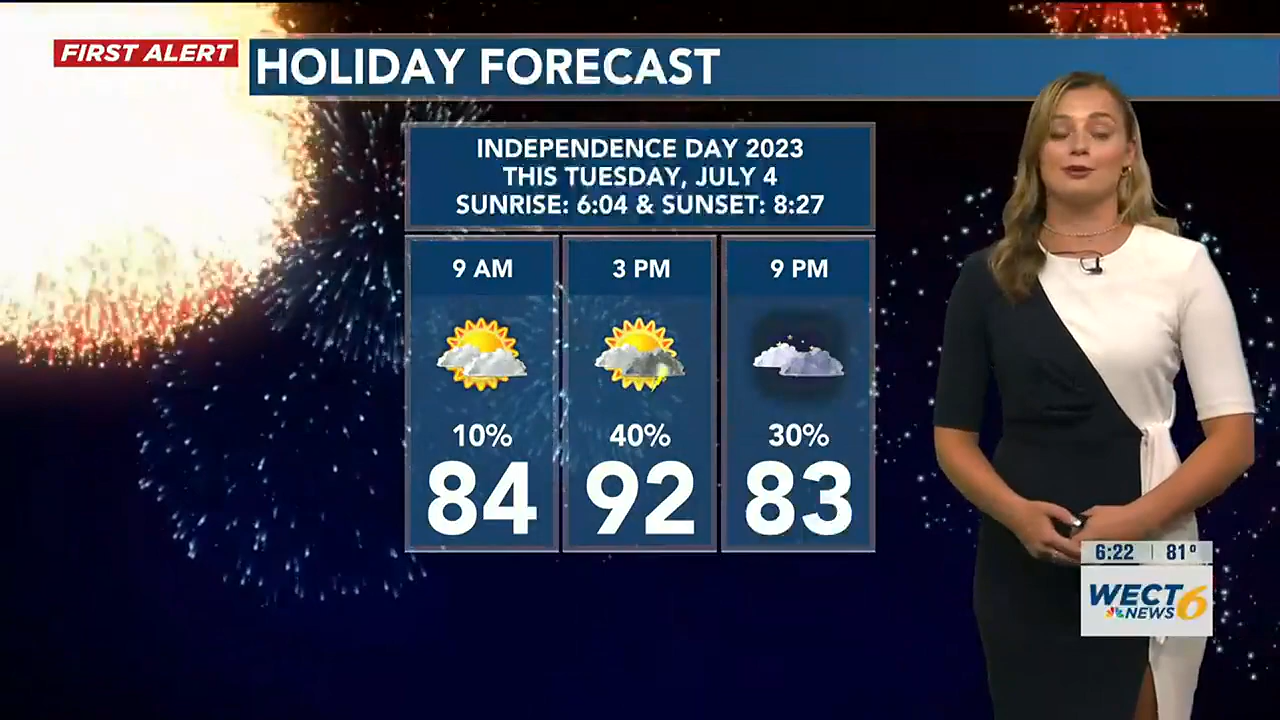 FIRST ALERT
HOLIDAY FORECAST
INDEPENDENCE DAY 2023
THIS TUESDAY, JULY 4
SUNRISE: 6:04 & SUNSET: 8:27
9 AM
3 PM
9 PM
10%
40%
30%
84
92
83
6:22 | 81º
WECT 6
NEWS